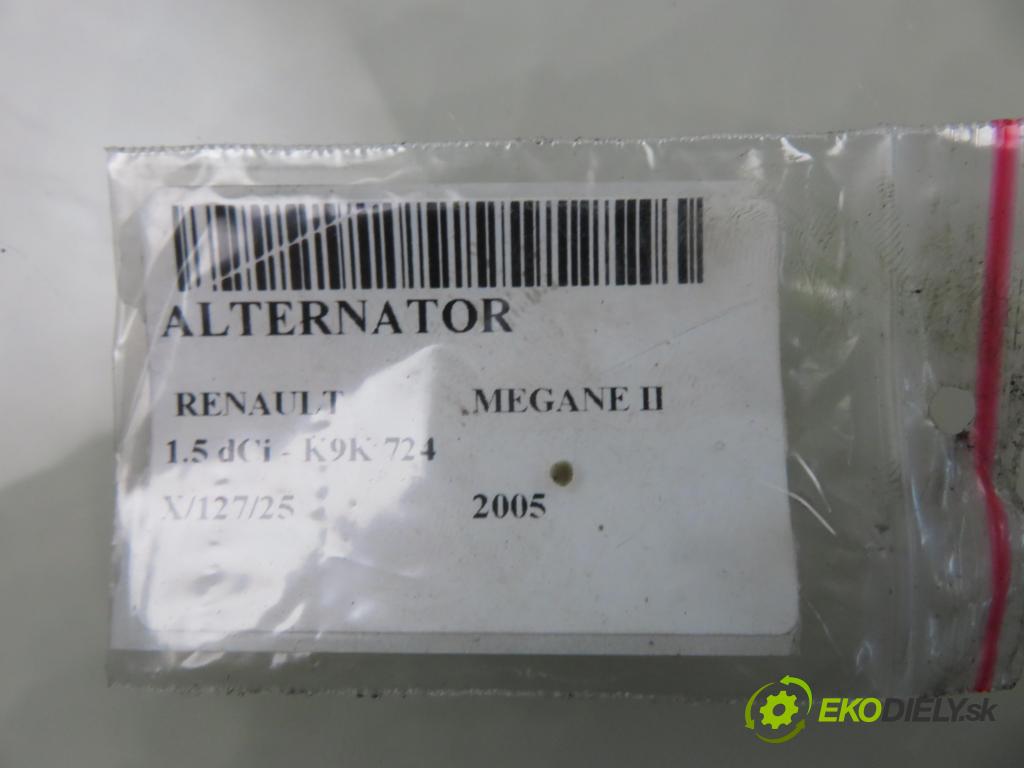 ALTERNATOR
RENAULT MEGANE II
1.5 dCi - K9K 724
X/127/25 2005
EKODIELY.sk